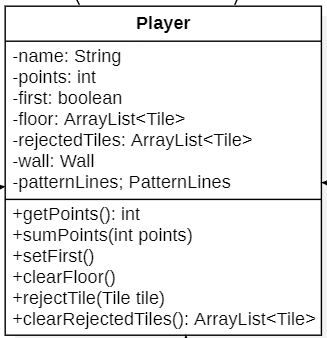 Player
-name: String
-points: int
-first: boolean
-floor: ArrayList<Tile>
-rejectedTiles: ArrayList<Tile>
-wall: Wall
-patternLines; PatternLines
+getPoints(): int
+sumPoints(int points)
+setFirst()
+clearFloor()
+rejectTile(Tile tile)
+clearRejectedTiles(): ArrayList<Tile>